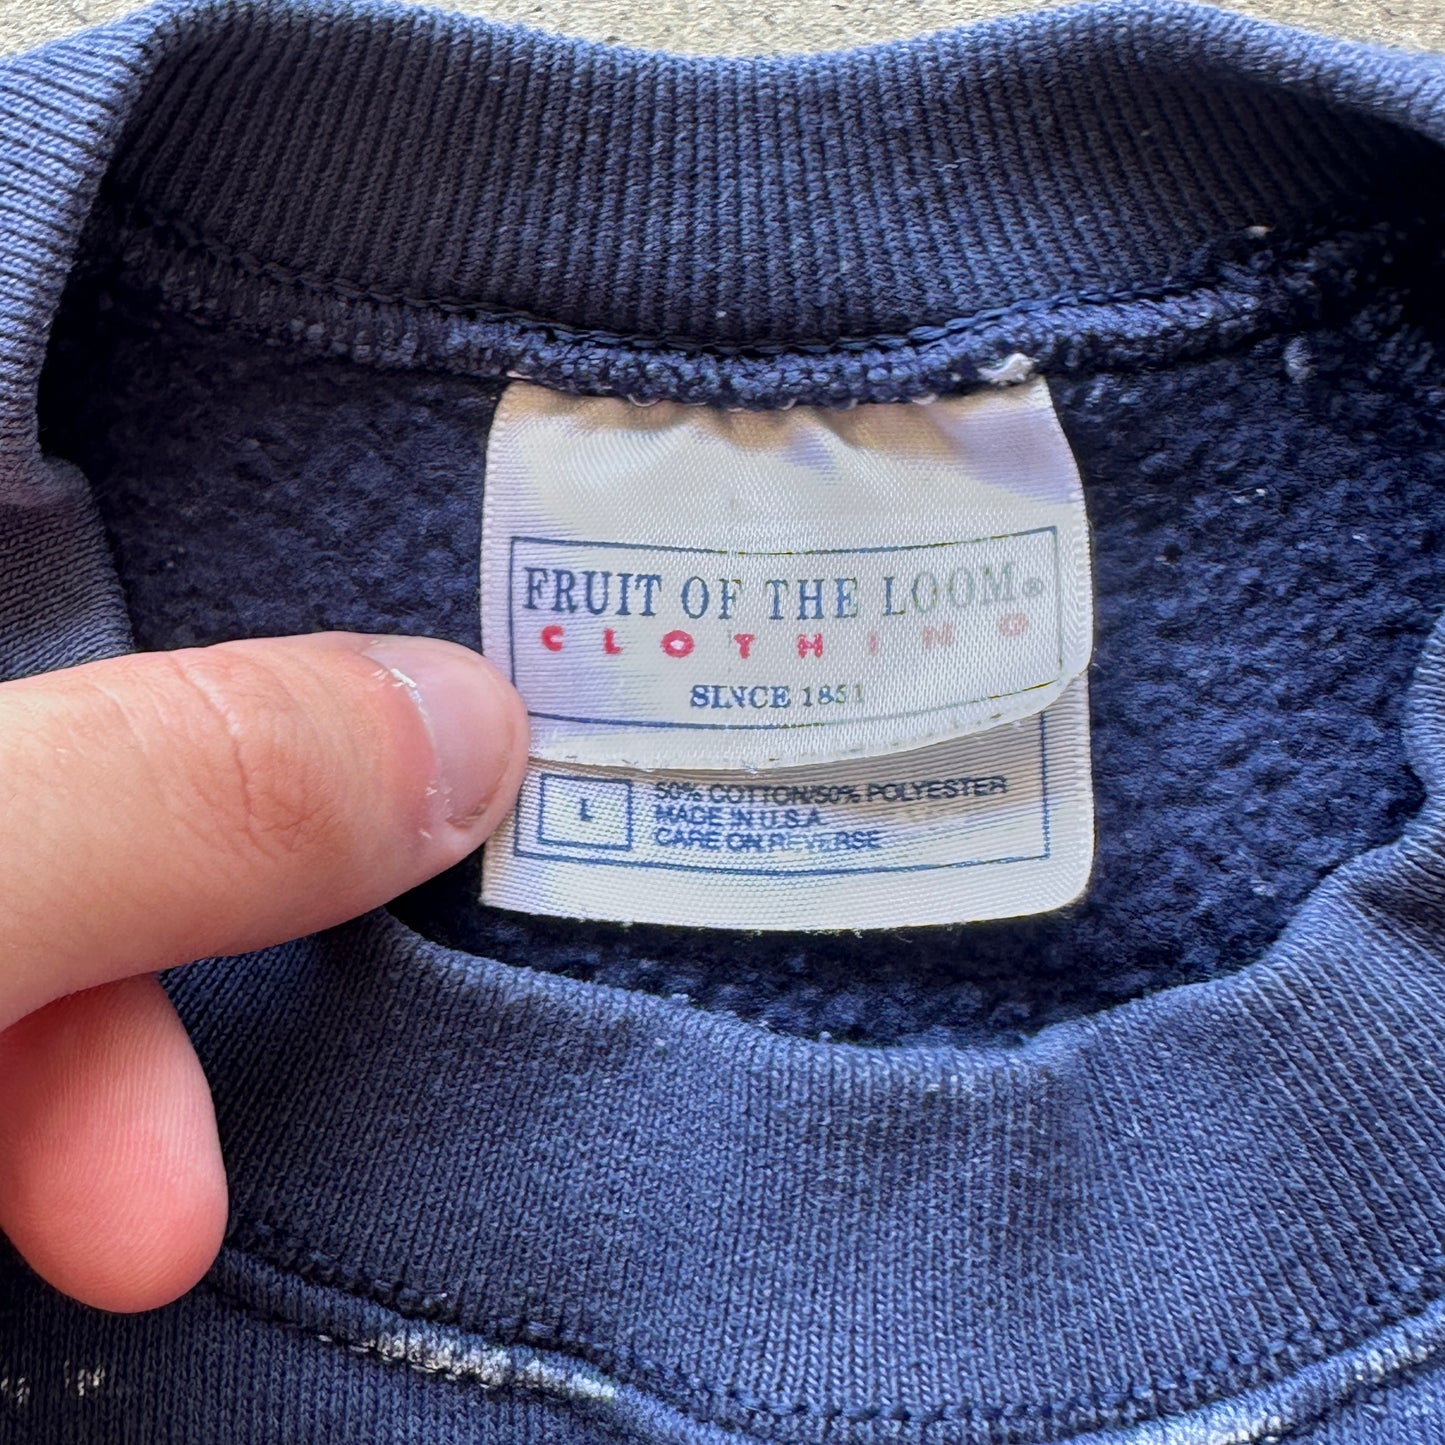 FRUIT OF THE LOOM®
CLOTHING
SINCE 1851
L
50% COTTON/50% POLYESTER
MADE IN U.S.A
CARE ON REVERSE